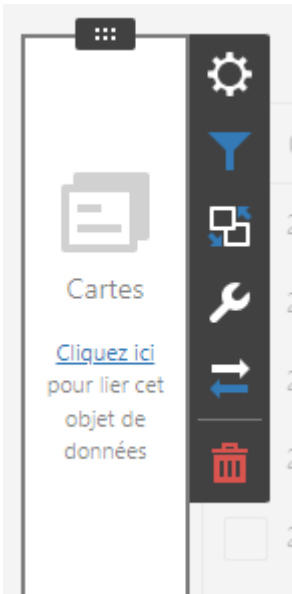 Cartes
Cliquez ici
pour lier cet
objet de
données